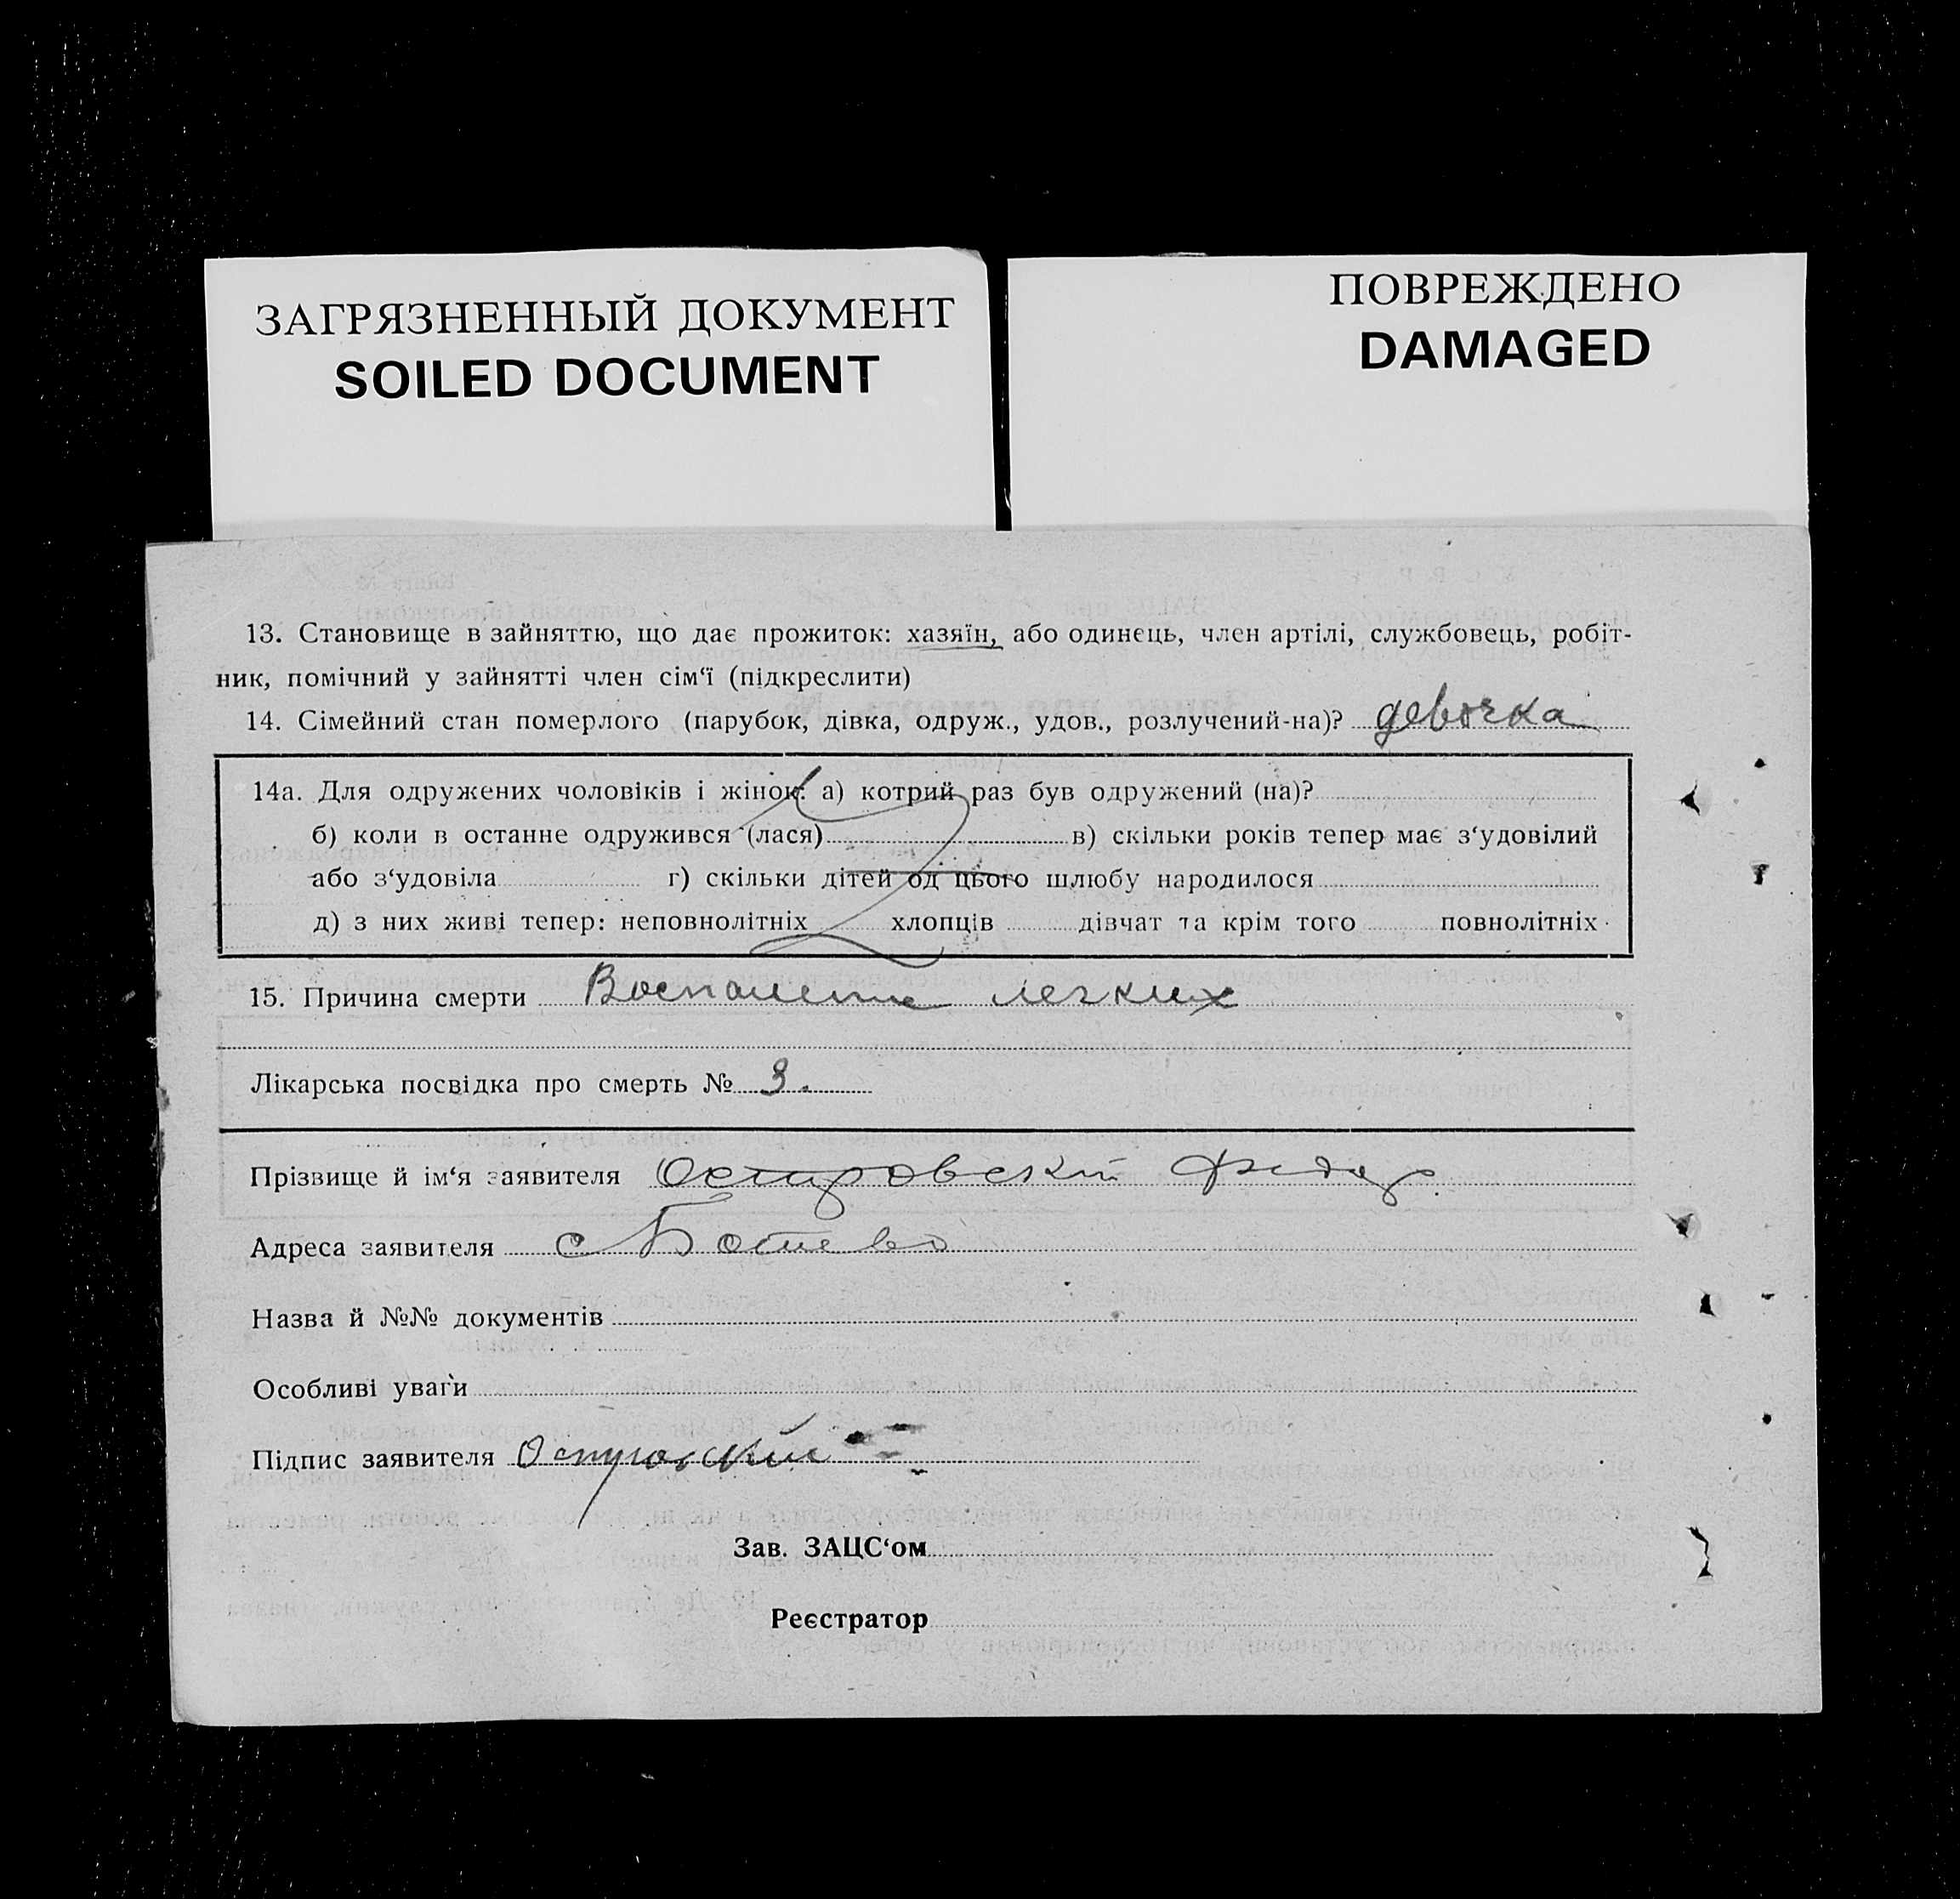 ЗАГРЯЗНЕННЫЙ ДОКУМЕНТ
SOILED DOCUMENT
ПОВРЕЖДЕНО
DAMAGED
13. Становище в зайняттю, що дає прожиток: хазяїн, або одинець, член артілі, службовець, робіт-
ник, помічний у зайнятті член сім‘ї (підкреслити)
14. Сімейний стан померлого (парубок, дівка, одруж., удов., розлучений-на)? девочка
14а. Для одружених чоловіків і жінок: а) котрий раз був одружений (на)?
б) коли в останне одружився (лася) в) скільки років тепер має з‘удовілий
або з‘удовіла г) скільки дітей од цього шлюбу народилося
д) з них живі тепер: неповнолітніх хлопців дівчат та крім того повнолітніх
15. Причина смерти Воспаление легких
Лікарська посвідка про смерть № 3.
Прізвище й ім‘я заявителя Островский Федор
Адреса заявителя с Ботево
Назва й №№ документів
Особливі уваги
Підпис заявителя Островский
Зав. ЗАЦС‘ом
Реєстратор